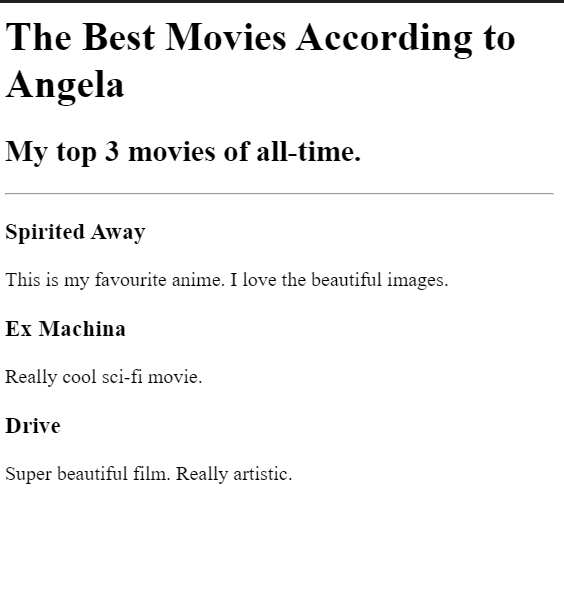 The Best Movies According to
Angela
My top 3 movies of all-time.
Spirited Away
This is my favourite anime. I love the beautiful images.
Ex Machina
Really cool sci-fi movie.
Drive
Super beautiful film. Really artistic.